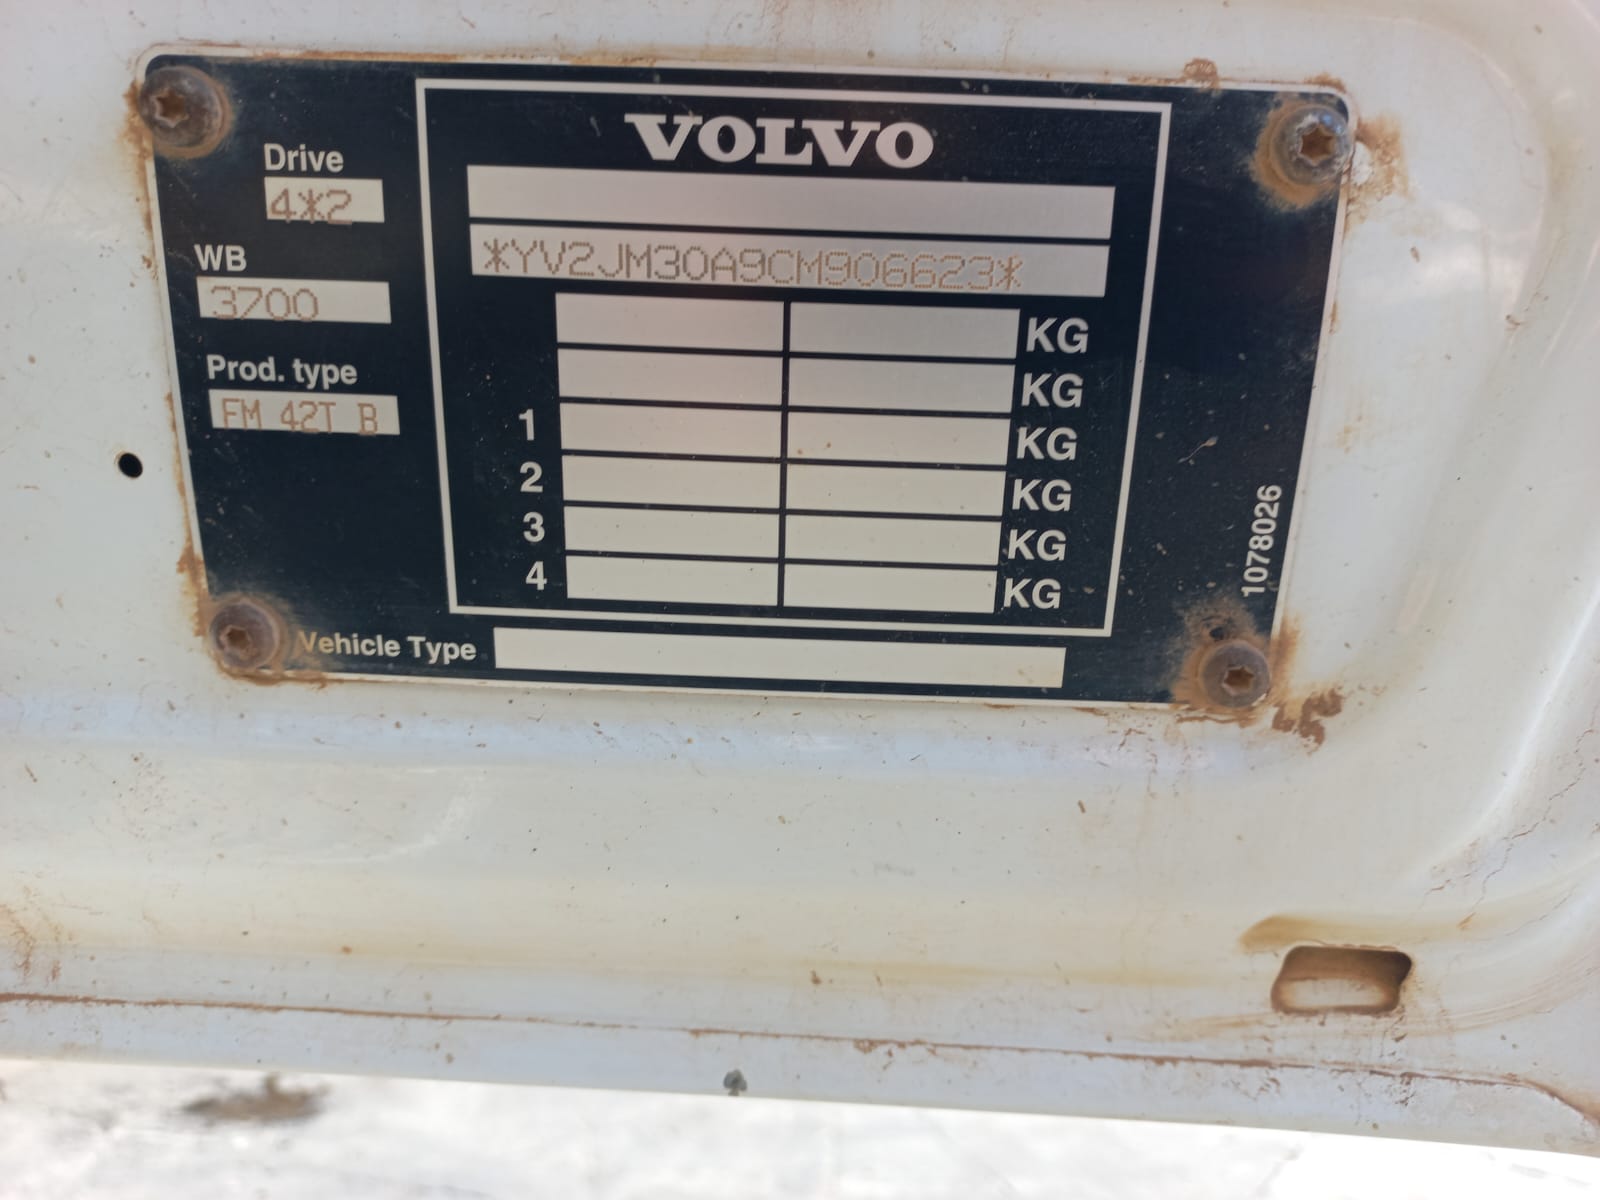 VOLVO
Drive
4*2
*YV2JM30A9CM906623*
WB
3700
KG
KG
Prod. type
FM 42T B
1 KG
2 KG
3 KG
4 KG
Vehicle Type
1078026